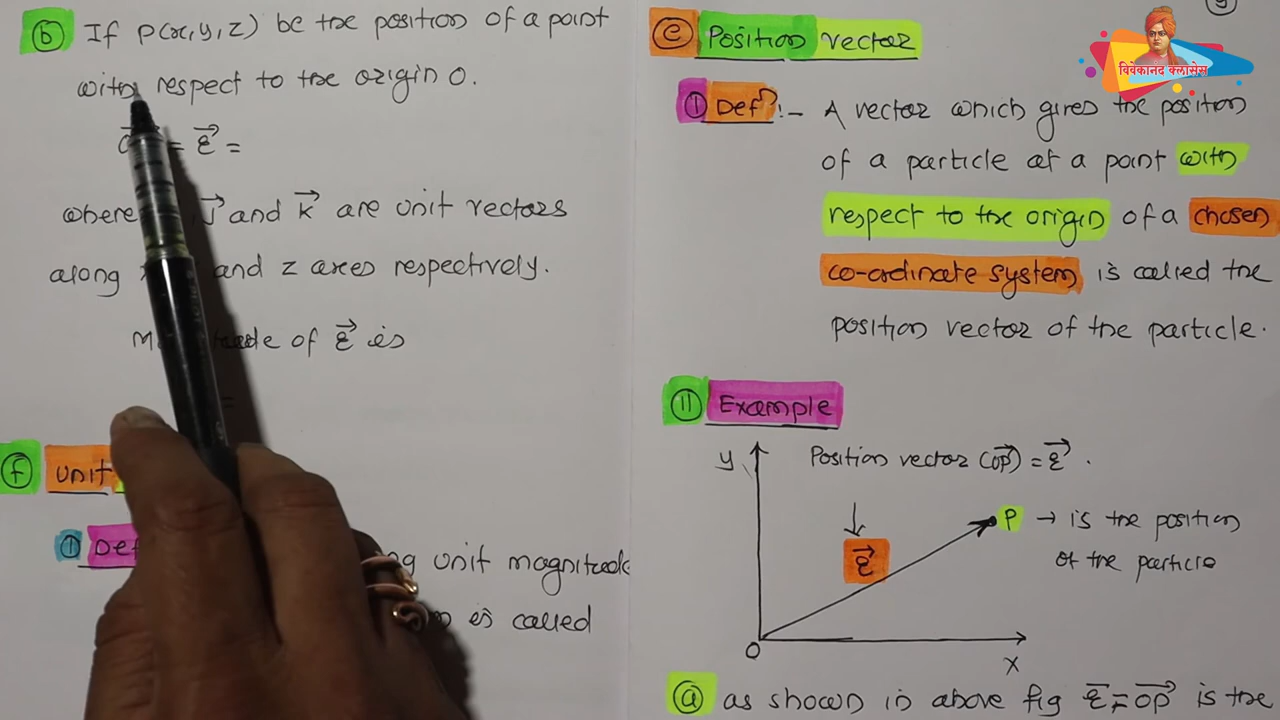 ⓑ If P(x,y,z) be the position of a point
with respect to the origin O.
= r⃗ =
where j⃗ and k⃗ are unit vectors
along and z axes respectively.
of r⃗ is
=
ⓕ Unit
Ⓘ Def unit magnitude
is called
ⓔ Position vector
Ⓘ Defⁿ:- A vector which gives the position
of a particle at a point with
respect to the origin of a chosen
co-ordinate system is called the
position vector of the particle.
Ⓘ Ⓘ Example
y Position vector (OP⃗) = r⃗ .
P → is the position
of the particle
r⃗
O
x
ⓐ as shown in above fig r⃗ = OP⃗ is the
विवेकानंद क्लासेस